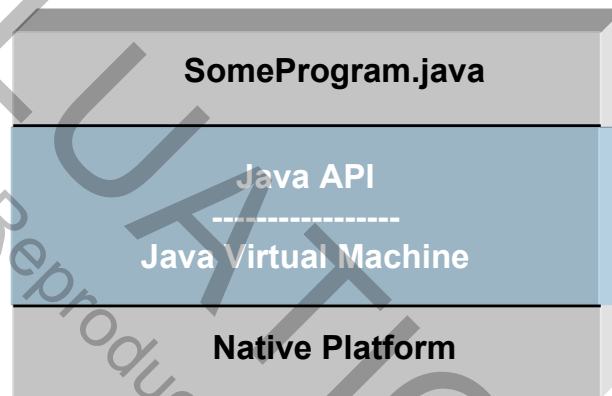 SomeProgram.java
Java API
-----------------
Java Virtual Machine
Native Platform